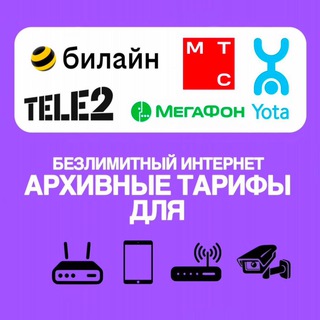 билайн
МТС
TELE2
МЕГАФОН
Yota
БЕЗЛИМИТНЫЙ ИНТЕРНЕТ
АРХИВНЫЕ ТАРИФЫ
ДЛЯ